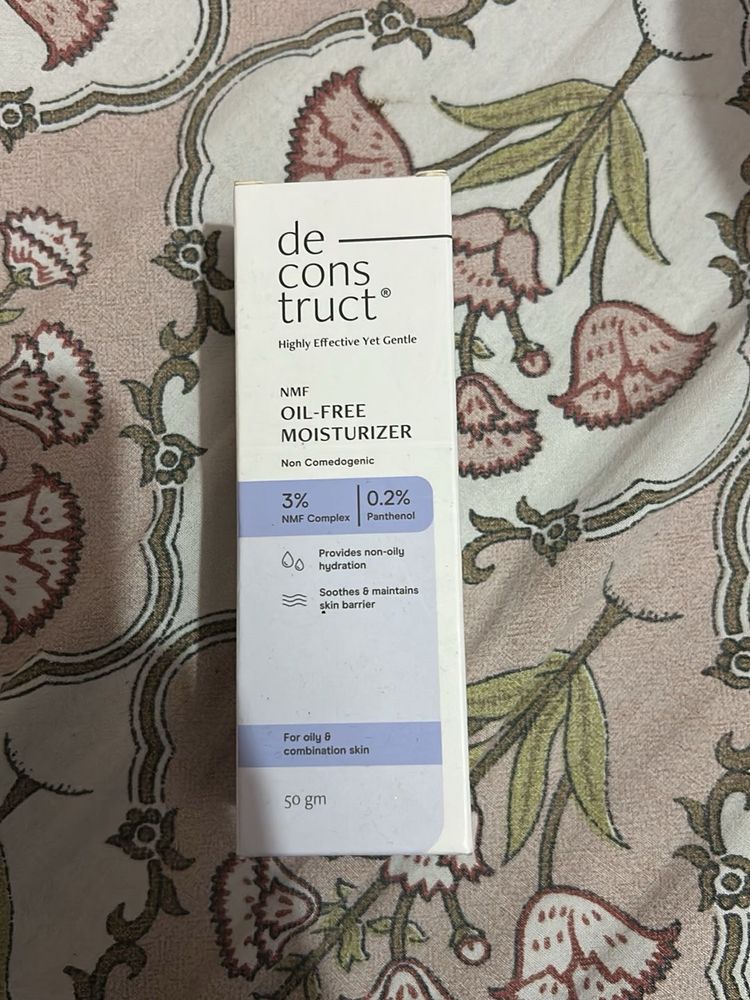 de
cons
truct®
Highly Effective Yet Gentle
NMF
OIL-FREE
MOISTURIZER
Non Comedogenic
3% 0.2%
NMF Complex Panthenol
Provides non-oily
hydration
Soothes & maintains
skin barrier
For oily &
combination skin
50 gm